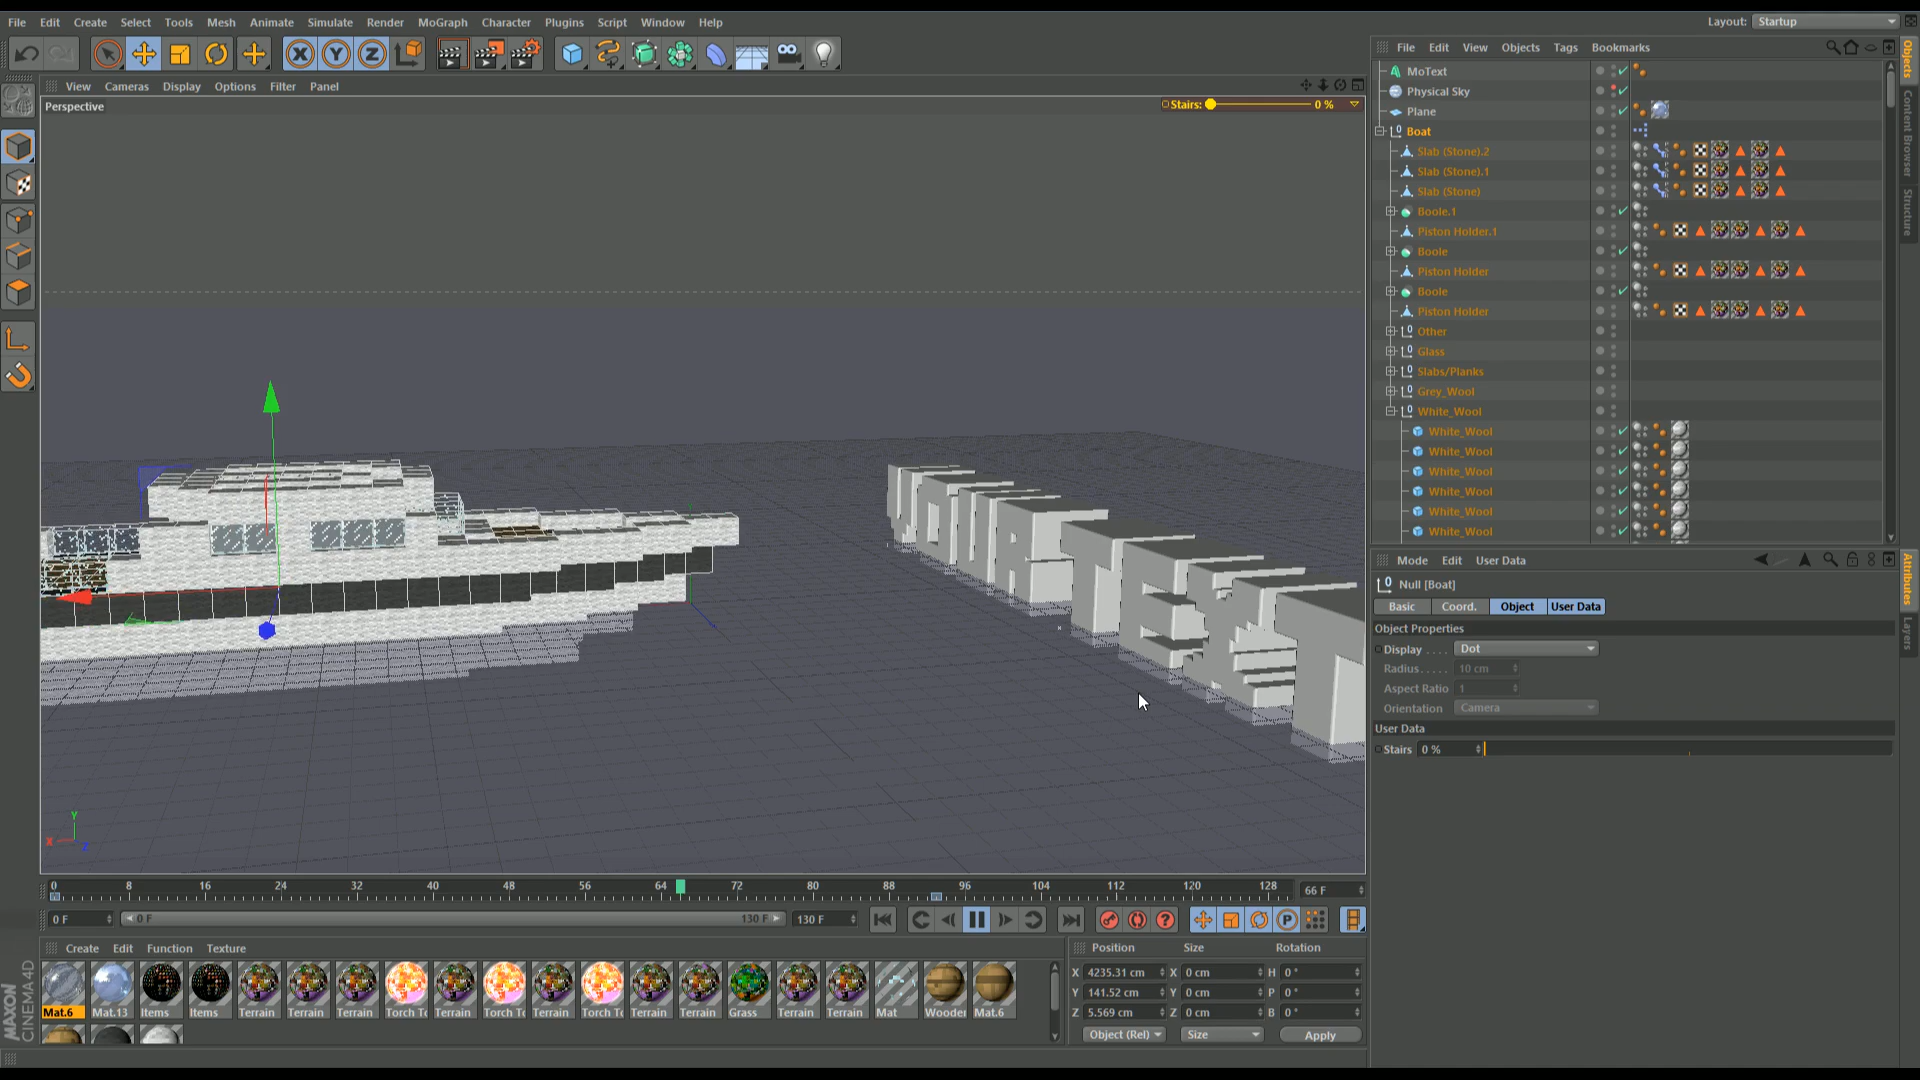 File Edit Create Select Tools Mesh Animate Simulate Render MoGraph Character Plugins Script Window Help
Layout: Startup
View Cameras Display Options Filter Panel
Perspective
Stairs: 0 %
File Edit View Objects Tags Bookmarks
MoText
Physical Sky
Plane
Boat
Slab (Stone).2
Slab (Stone).1
Slab (Stone)
Boole.1
Piston Holder.1
Boole
Piston Holder
Boole
Piston Holder
Other
Glass
Slabs/Planks
Grey_Wool
White_Wool
White_Wool
White_Wool
White_Wool
White_Wool
White_Wool
White_Wool
Objects
Content Browser
Structure
YOUR TEXT
X Y Z
Mode Edit User Data
Null [Boat]
Basic Coord. Object User Data
Object Properties
Display . . . . Dot
Radius. . . . . 10 cm
Aspect Ratio 1
Orientation Camera
User Data
Stairs 0 %
Attributes
Layers
0 8 16 24 32 40 48 56 64 72 80 88 96 104 112 120 128
66 F
0 F 0 F 130 F 130 F
Create Edit Function Texture
Mat.6 Mat.13 Items Items Terrain Terrain Terrain Torch To Terrain Torch To Terrain Torch To Terrain Terrain Grass Terrain Terrain Mat Wooder Mat.6
Position Size Rotation
X 4235.31 cm X 0 cm H 0 °
Y 141.52 cm Y 0 cm P 0 °
Z 5.569 cm Z 0 cm B 0 °
Object (Rel) Size Apply
MAXON
CINEMA4D